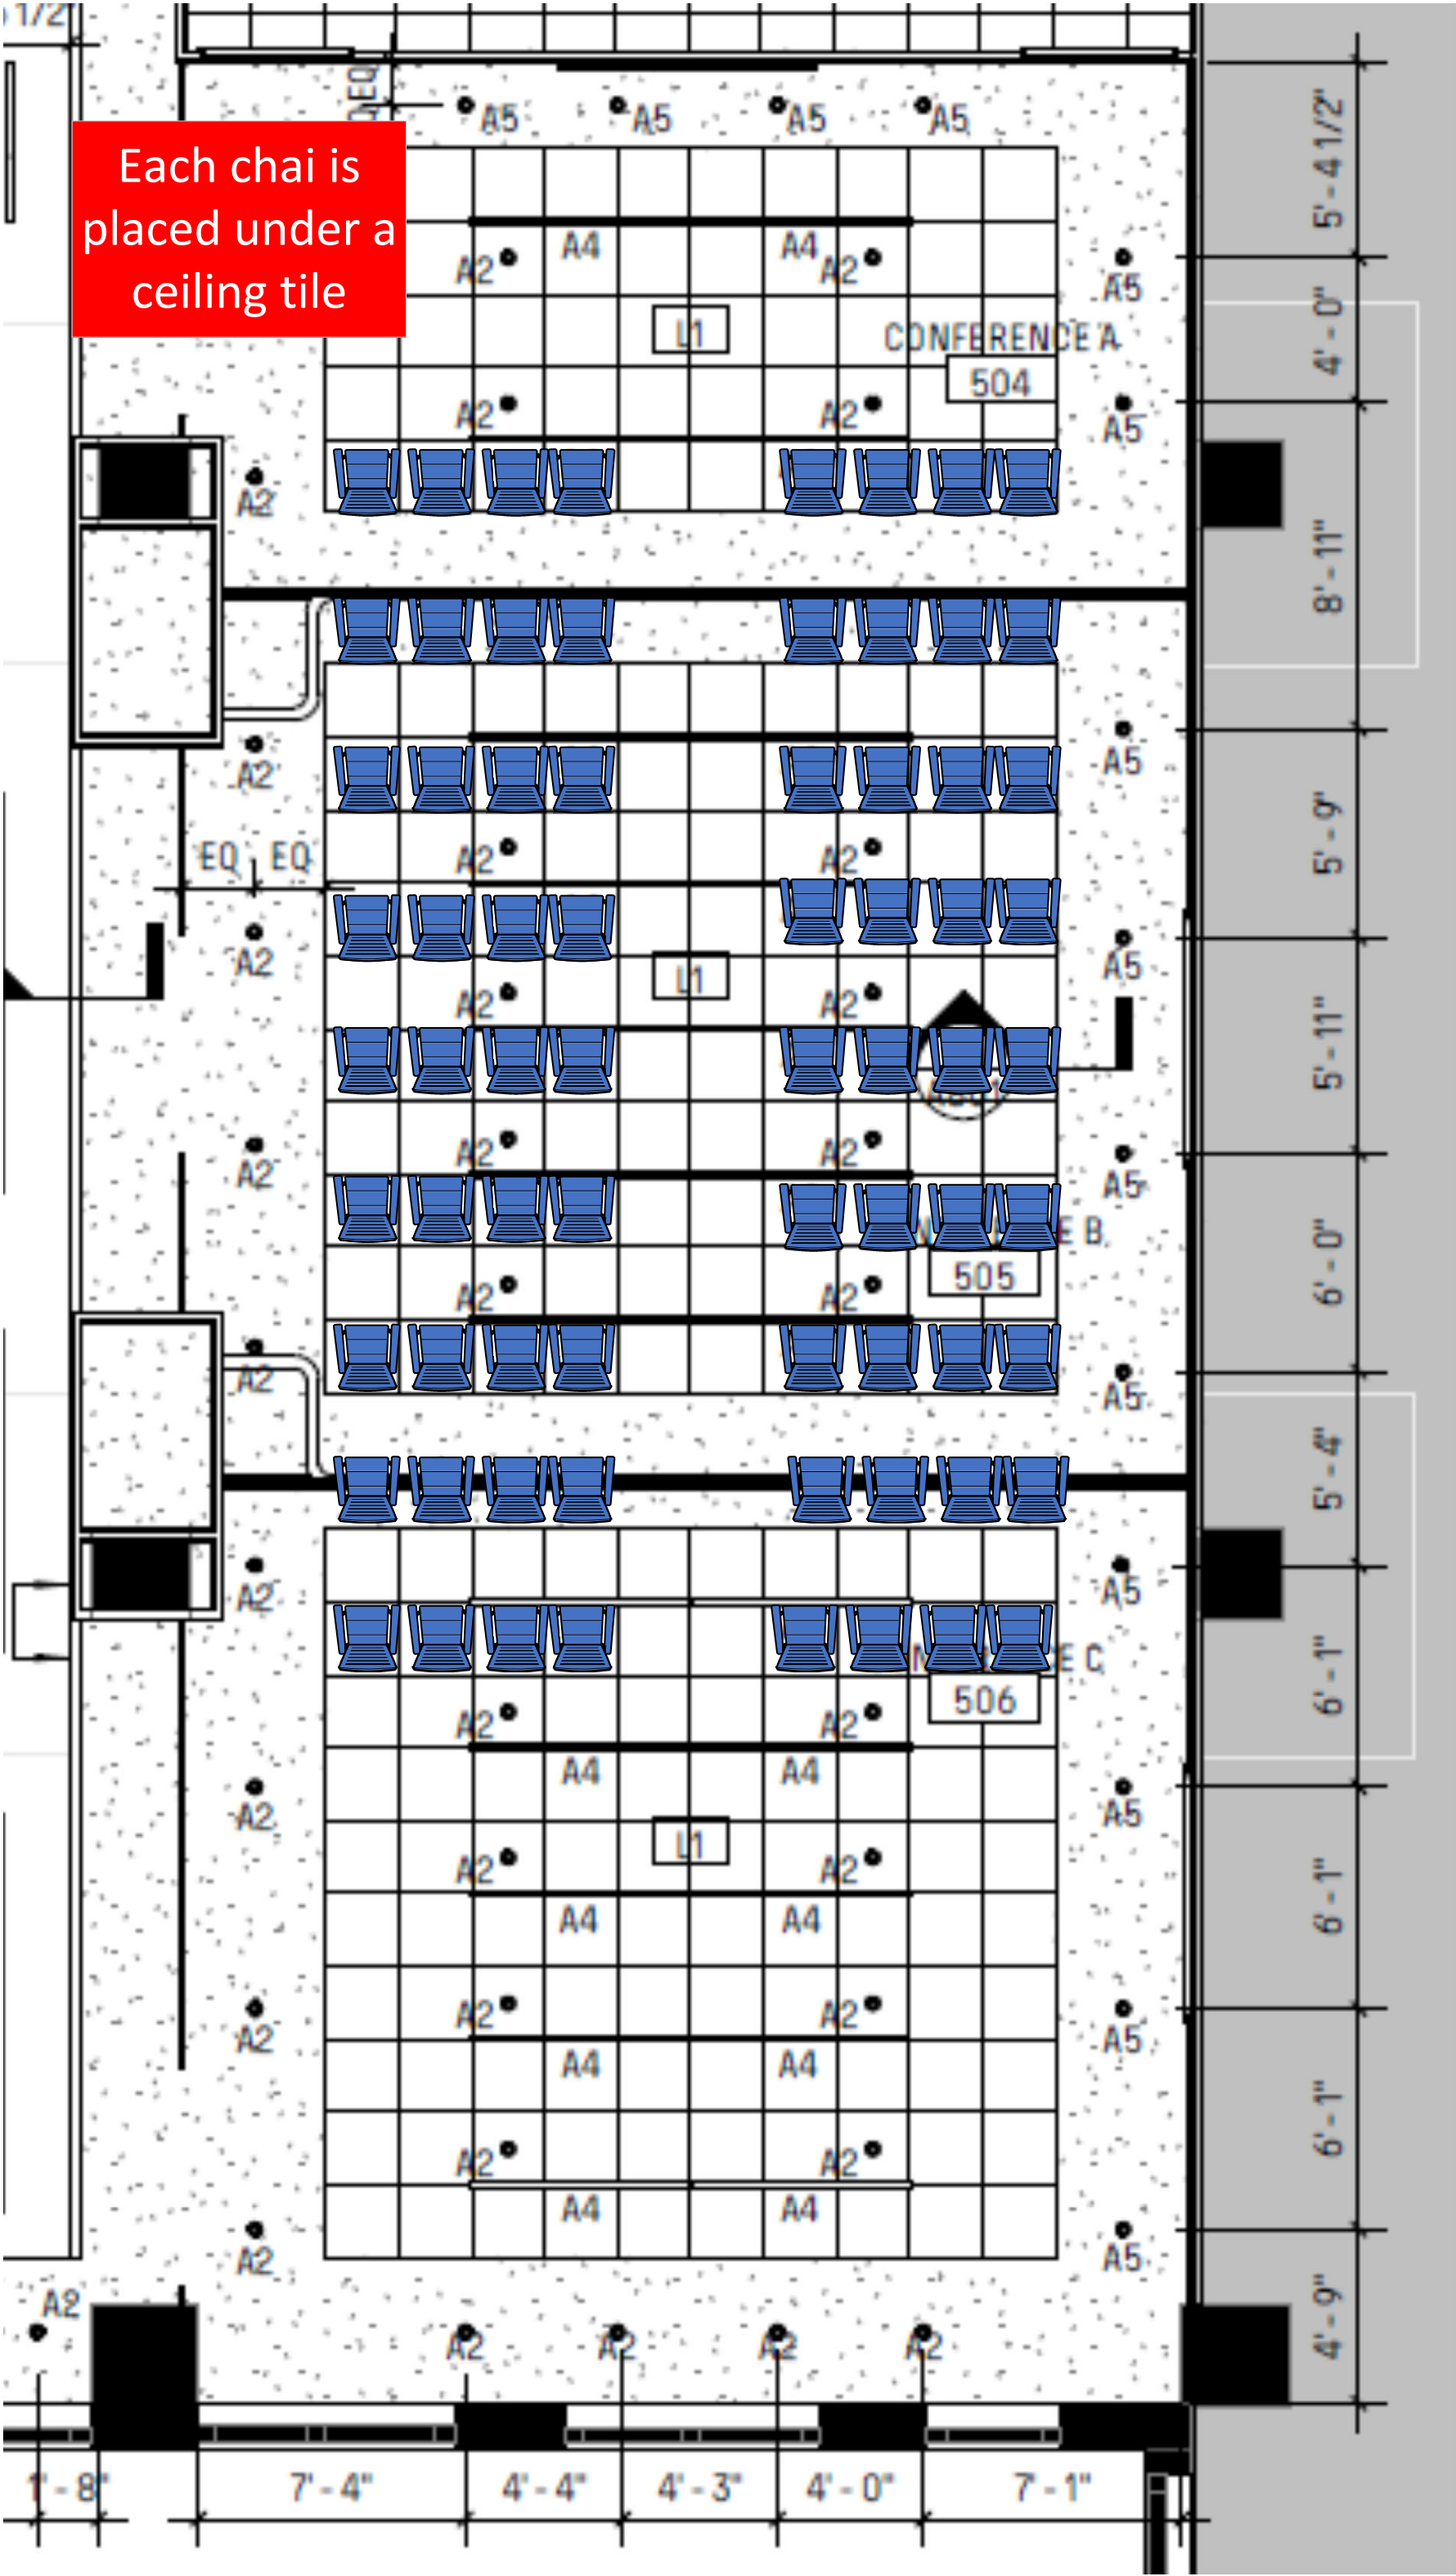 1/2"
EQ
A5 A5 A5 A5
Each chai is
placed under a
ceiling tile
5' - 4 1/2"
A4 A4
A2 A2
A5
L1
CONFERENCE A
4' - 0"
504
A2 A2
A5
A2
8' - 11"
A2
A5
EQ EQ
A2 A2
5' - 9"
A2
A5
L1
A2 A2
5' - 11"
A2 A2
A2
A5
E B
6' - 0"
505
A2 A2
A2
A5
5' - 4"
A2
A5
E C
506
6' - 1"
A2 A2
A4 A4
A2
A5
L1
A2 A2
6' - 1"
A4 A4
A2 A2
A2
A5
A4 A4
6' - 1"
A2 A2
A4 A4
A2
A5
A2
4' - 9"
A2 A2 A2 A2
1' - 8" 7' - 4" 4' - 4" 4' - 3" 4' - 0" 7' - 1"